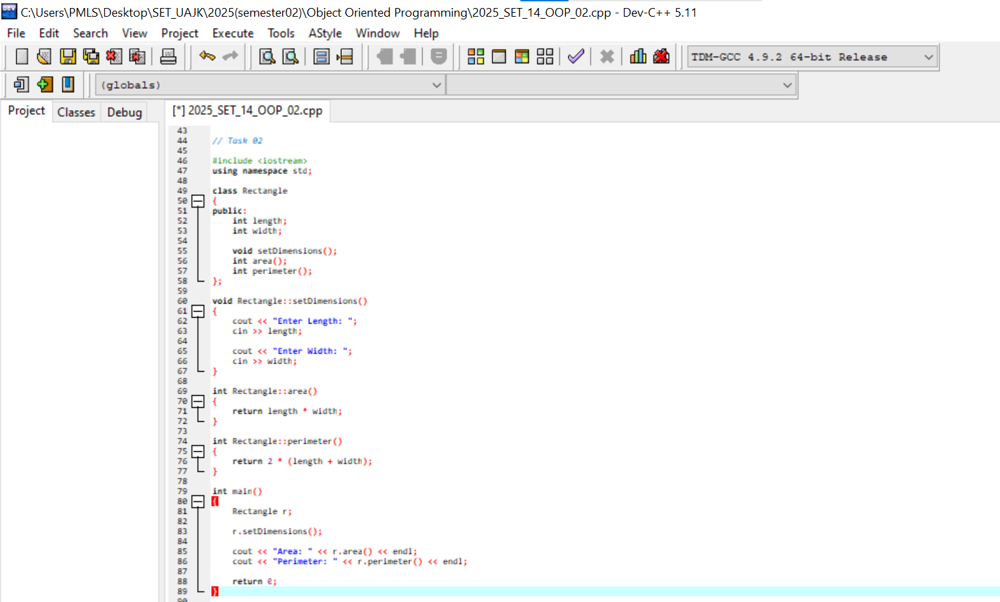 C:\Users\PMLS\Desktop\SET_UAJK\2025(semester02)\Object Oriented Programming\2025_SET_14_OOP_02.cpp - Dev-C++ 5.11
File Edit Search View Project Execute Tools AStyle Window Help
TDM-GCC 4.9.2 64-bit Release
(globals)
Project Classes Debug [*] 2025_SET_14_OOP_02.cpp
43
44 // Task 02
45
46 #include <iostream>
47 using namespace std;
48
49 class Rectangle
50 {
51 public:
52 int length;
53 int width;
54
55 void setDimensions();
56 int area();
57 int perimeter();
58 };
59
60 void Rectangle::setDimensions()
61 {
62 cout << "Enter Length: ";
63 cin >> length;
64
65 cout << "Enter Width: ";
66 cin >> width;
67 }
68
69 int Rectangle::area()
70 {
71 return length * width;
72 }
73
74 int Rectangle::perimeter()
75 {
76 return 2 * (length + width);
77 }
78
79 int main()
80 {
81 Rectangle r;
82
83 r.setDimensions();
84
85 cout << "Area: " << r.area() << endl;
86 cout << "Perimeter: " << r.perimeter() << endl;
87
88 return 0;
89 }
90